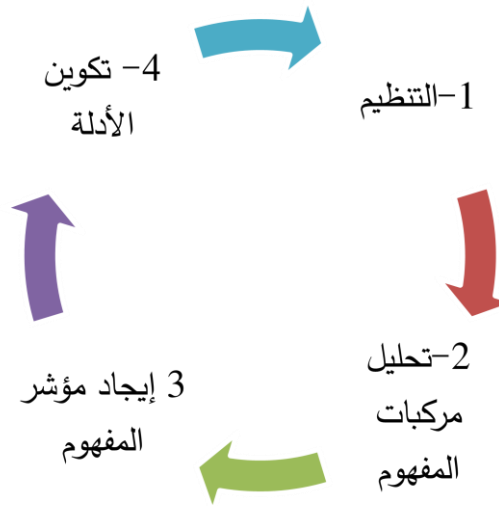 1-التنظيم
2-تحليل
مركبات
المفهوم
3 إيجاد مؤشر
المفهوم
4- تكوين
الأدلة